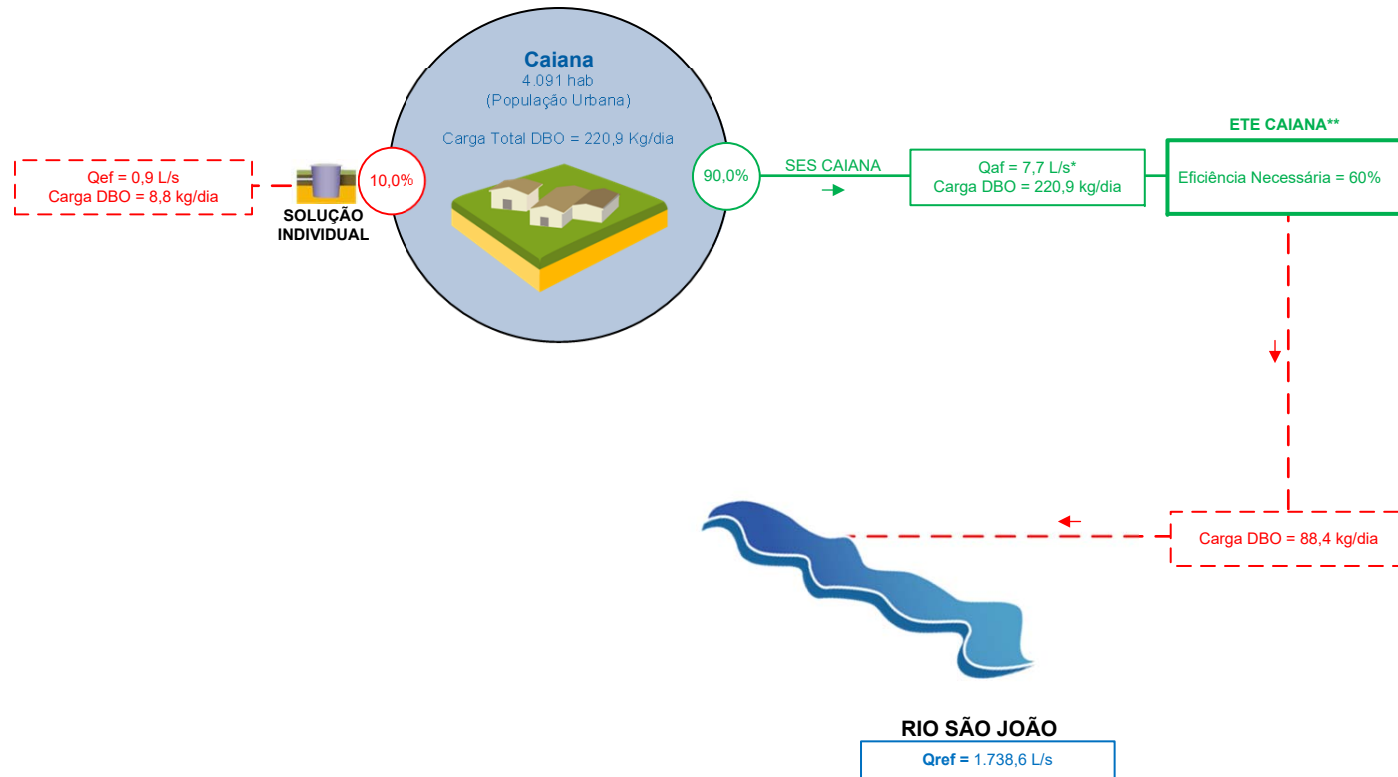 Caiana
4.091 hab
(População Urbana)
Carga Total DBO = 220,9 Kg/dia
Qef = 0,9 L/s
Carga DBO = 8,8 kg/dia
SOLUÇÃO
INDIVIDUAL
10,0%
90,0%
SES CAIANA
Qaf = 7,7 L/s*
Carga DBO = 220,9 kg/dia
ETE CAIANA**
Eficiência Necessária = 60%
Carga DBO = 88,4 kg/dia
RIO SÃO JOÃO
Qref = 1.738,6 L/s